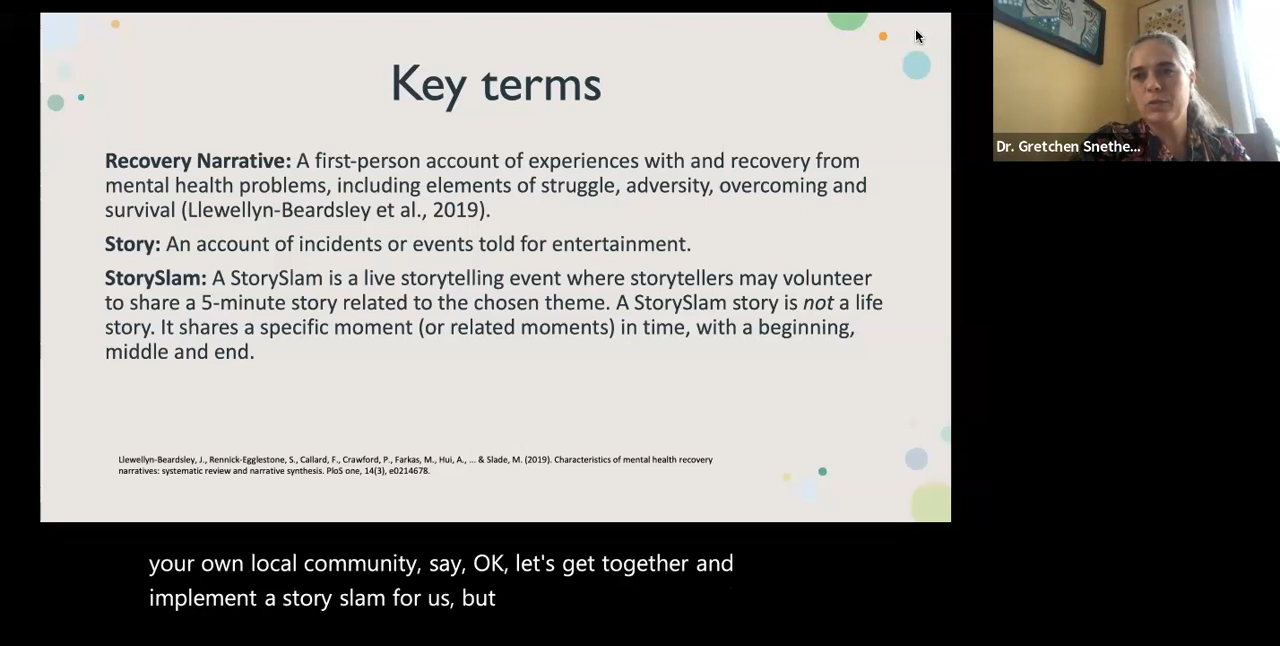 Key terms
Recovery Narrative: A first-person account of experiences with and recovery from
mental health problems, including elements of struggle, adversity, overcoming and
survival (Llewellyn-Beardsley et al., 2019).
Story: An account of incidents or events told for entertainment.
StorySlam: A StorySlam is a live storytelling event where storytellers may volunteer
to share a 5-minute story related to the chosen theme. A StorySlam story is not a life
story. It shares a specific moment (or related moments) in time, with a beginning,
middle and end.
Llewellyn-Beardsley, J., Rennick-Egglestone, S., Callard, F., Crawford, P., Farkas, M., Hui, A., ... & Slade, M. (2019). Characteristics of mental health recovery
narratives: systematic review and narrative synthesis. PloS one, 14(3), e0214678.
Dr. Gretchen Snethe...
your own local community, say, OK, let's get together and
implement a story slam for us, but